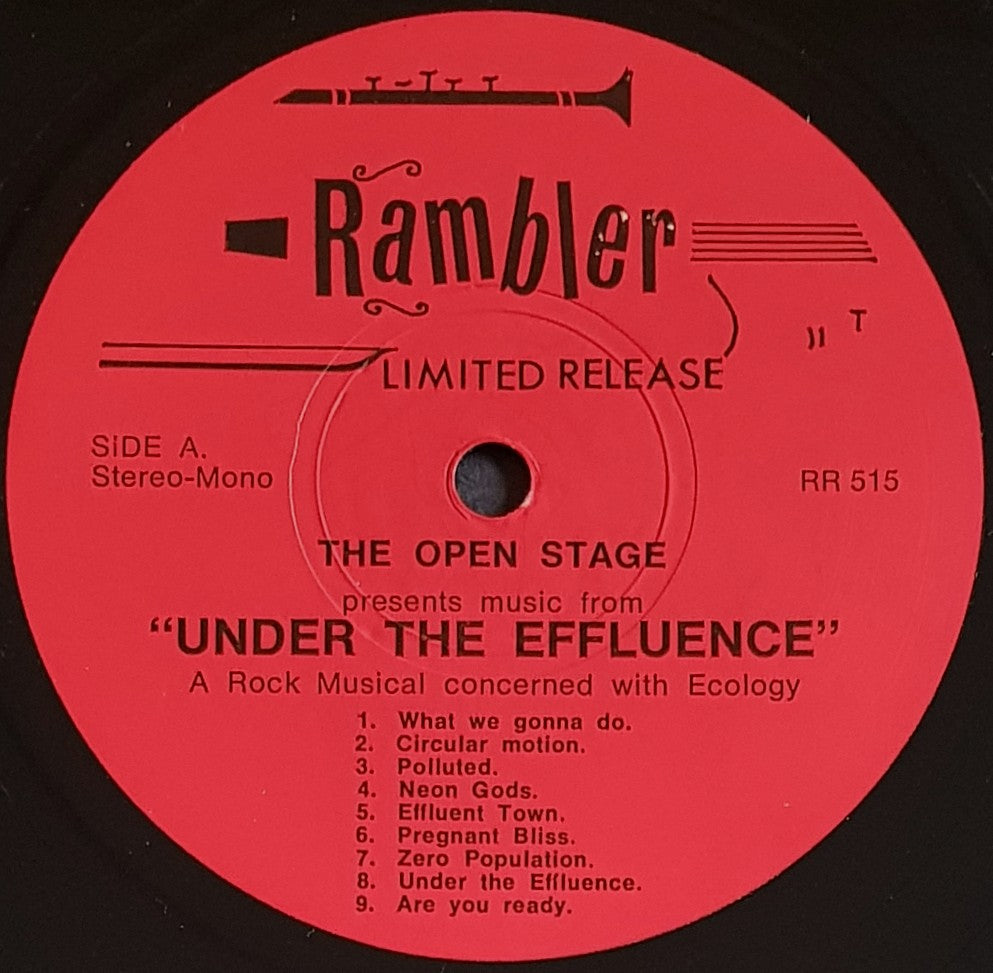 Rambler
T
LIMITED RELEASE
SIDE A.
Stereo-Mono
RR 515
THE OPEN STAGE
presents music from
“UNDER THE EFFLUENCE”
A Rock Musical concerned with Ecology
1. What we gonna do.
2. Circular motion.
3. Polluted.
4. Neon Gods.
5. Effluent Town.
6. Pregnant Bliss.
7. Zero Population.
8. Under the Effluence.
9. Are you ready.